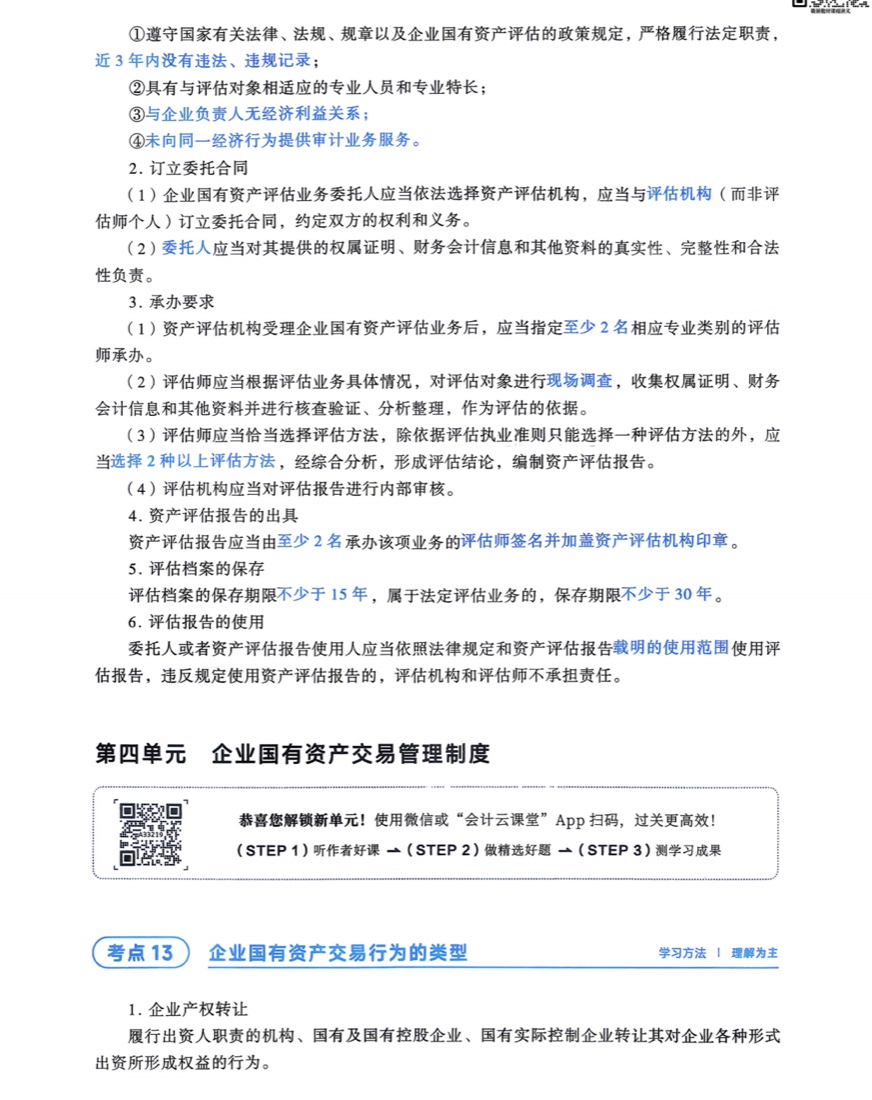 ①遵守国家有关法律、法规、规章以及企业国有资产评估的政策规定，严格履行法定职责，
近 3 年内没有违法、违规记录；
②具有与评估对象相适应的专业人员和专业特长；
③与企业负责人无经济利益关系；
④未向同一经济行为提供审计业务服务。
2. 订立委托合同
（1）企业国有资产评估业务委托人应当依法选择资产评估机构，应当与评估机构（而非评
估师个人）订立委托合同，约定双方的权利和义务。
（2）委托人应当对其提供的权属证明、财务会计信息和其他资料的真实性、完整性和合法
性负责。
3. 承办要求
（1）资产评估机构受理企业国有资产评估业务后，应当指定至少 2 名相应专业类别的评估
师承办。
（2）评估师应当根据评估业务具体情况，对评估对象进行现场调查，收集权属证明、财务
会计信息和其他资料并进行核查验证、分析整理，作为评估的依据。
（3）评估师应当恰当选择评估方法，除依据评估执业准则只能选择一种评估方法的外，应
当选择 2 种以上评估方法，经综合分析，形成评估结论，编制资产评估报告。
（4）评估机构应当对评估报告进行内部审核。
4. 资产评估报告的出具
资产评估报告应当由至少 2 名承办该项业务的评估师签名并加盖资产评估机构印章。
5. 评估档案的保存
评估档案的保存期限不少于 15 年，属于法定评估业务的，保存期限不少于 30 年。
6. 评估报告的使用
委托人或者资产评估报告使用人应当依照法律规定和资产评估报告载明的使用范围使用评
估报告，违反规定使用资产评估报告的，评估机构和评估师不承担责任。
第四单元 企业国有资产交易管理制度
恭喜您解锁新单元！使用微信或“会计云课堂”App 扫码，过关更高效！
（STEP 1）听作者好课 ⇀（STEP 2）做精选好题 ⇀（STEP 3）测学习成果
考点 13 企业国有资产交易行为的类型 学习方法 | 理解为主
1. 企业产权转让
履行出资人职责的机构、国有及国有控股企业、国有实际控制企业转让其对企业各种形式
出资所形成权益的行为。